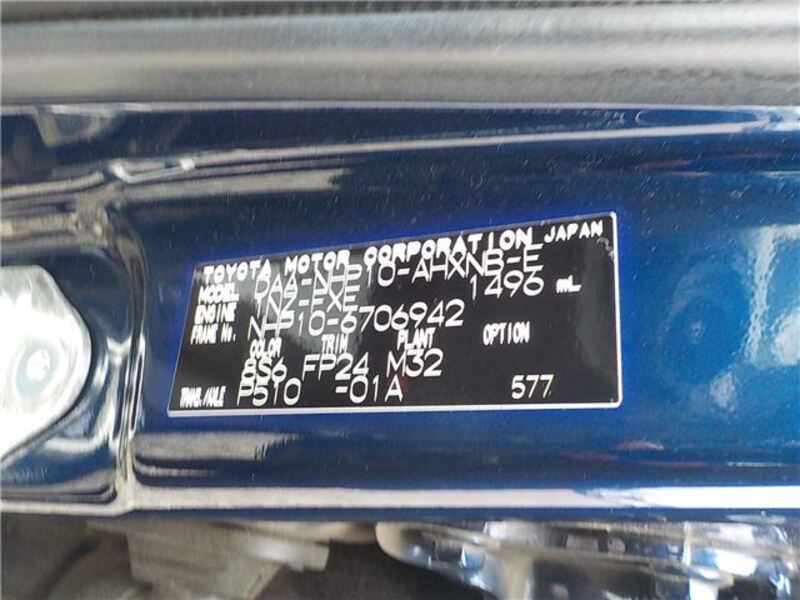 TOYOTA MOTOR CORPORATION JAPAN
MODEL DAA-NHP10-AHXNB-E
ENGINE 1NZ-FXE 1496 mL
FRAME No. NHP10-6706942
COLOR TRIM PLANT OPTION
8S6 FP24 M32
TRANS./AXLE P510 -01A 577